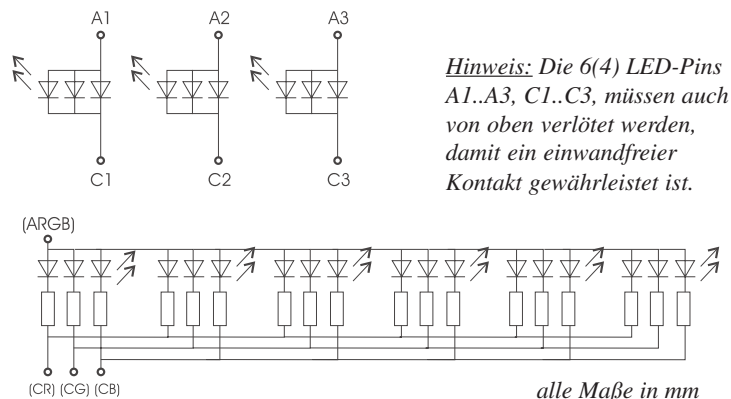 A1 A2 A3
C1 C2 C3
Hinweis: Die 6(4) LED-Pins
A1..A3, C1..C3, müssen auch
von oben verlötet werden,
damit ein einwandfreier
Kontakt gewährleistet ist.
(ARGB)
(CR) (CG) (CB)
alle Maße in mm